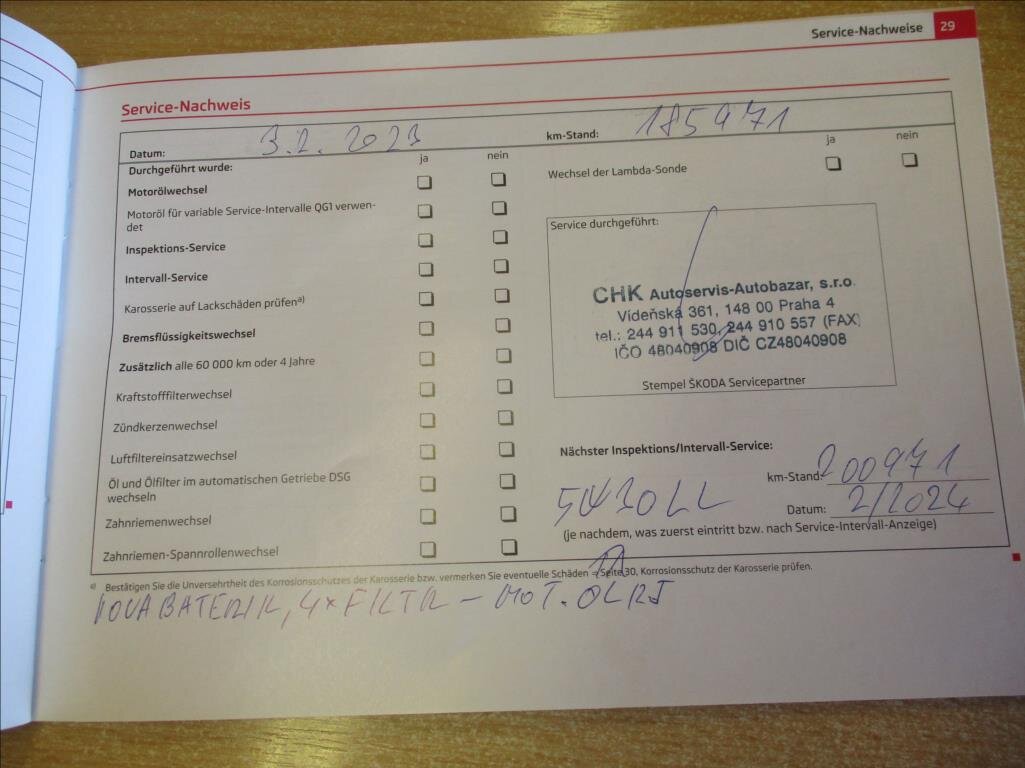 Service-Nachweise 29
Service-Nachweis
Datum: 3.2.2023 km-Stand: 185971
Durchgeführt wurde: ja nein ja nein
Motorölwechsel
Wechsel der Lambda-Sonde
Motoröl für variable Service-Intervalle QG1 verwen-
det
Inspektions-Service
Intervall-Service
Karosserie auf Lackschäden prüfen a)
Bremsflüssigkeitswechsel
Zusätzlich alle 60 000 km oder 4 Jahre
Kraftstofffilterwechsel
Zündkerzenwechsel
Luftfiltereinsatzwechsel
Öl und Ölfilter im automatischen Getriebe DSG
wechseln
Zahnriemenwechsel
Zahnriemen-Spannrollenwechsel
Service durchgeführt:
CHK Autoservis-Autobazar, s.r.o.
Vídeňská 361, 148 00 Praha 4
tel.: 244 911 530, 244 910 557 (FAX)
IČO 48040908 DIČ CZ48040908
Stempel ŠKODA Servicepartner
Nächster Inspektions/Intervall-Service:
km-Stand: 200971
5W30LL
Datum: 2/2024
(je nachdem, was zuerst eintritt bzw. nach Service-Intervall-Anzeige)
a) Bestätigen Sie die Unversehrtheit des Korrosionsschutzes der Karosserie bzw. vermerken Sie eventuelle Schäden → Seite 30, Korrosionsschutz der Karosserie prüfen.
NOVA BATERIE, 4x FILTR - MOT. OLEJ